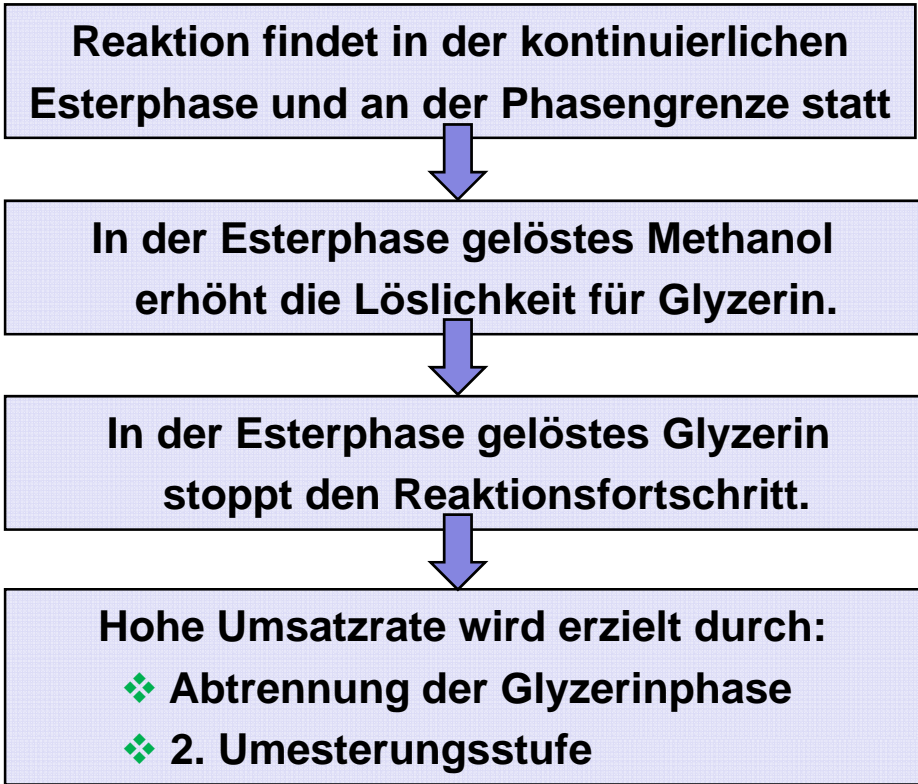 Reaktion findet in der kontinuierlichen
Esterphase und an der Phasengrenze statt
In der Esterphase gelöstes Methanol
erhöht die Löslichkeit für Glyzerin.
In der Esterphase gelöstes Glyzerin
stoppt den Reaktionsfortschritt.
Hohe Umsatzrate wird erzielt durch:
❖ Abtrennung der Glyzerinphase
❖ 2. Umesterungsstufe